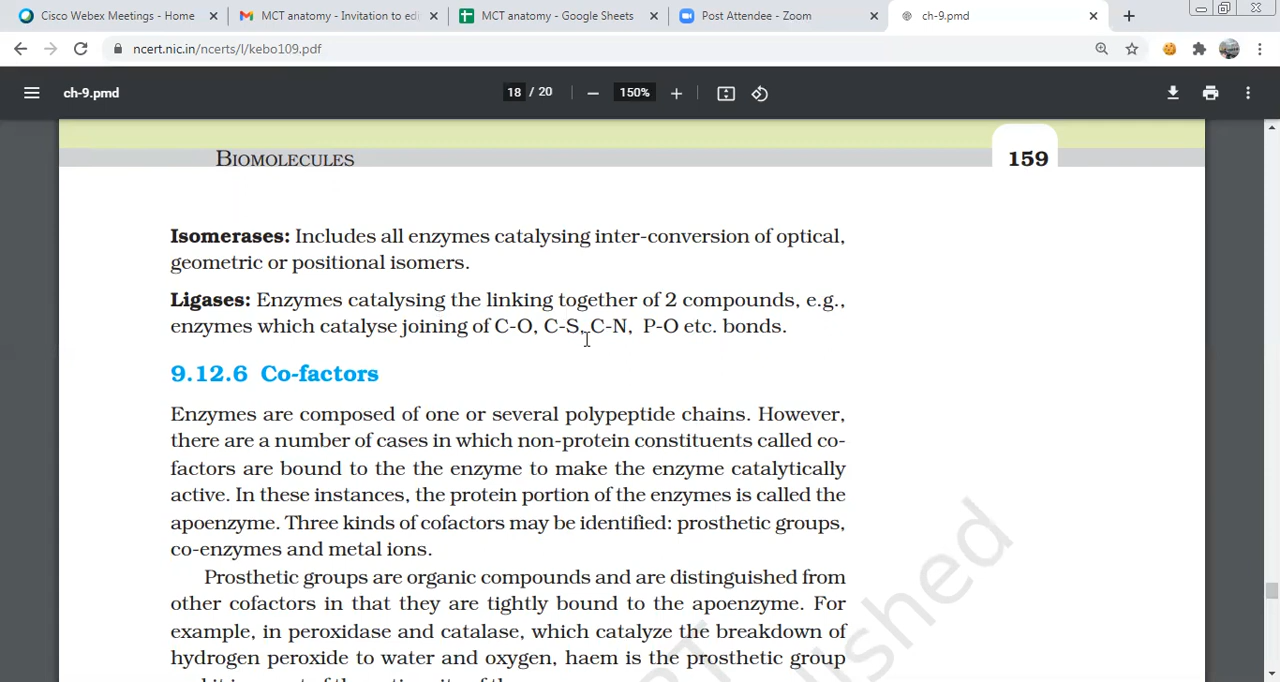 Cisco Webex Meetings - Home
MCT anatomy - Invitation to edi
MCT anatomy - Google Sheets
Post Attendee - Zoom
ch-9.pmd
ncert.nic.in/ncerts/l/kebo109.pdf
ch-9.pmd
18 / 20
150%
BIOMOLECULES
159
Isomerases: Includes all enzymes catalysing inter-conversion of optical,
geometric or positional isomers.
Ligases: Enzymes catalysing the linking together of 2 compounds, e.g.,
enzymes which catalyse joining of C-O, C-S, C-N, P-O etc. bonds.
9.12.6 Co-factors
Enzymes are composed of one or several polypeptide chains. However,
there are a number of cases in which non-protein constituents called co-
factors are bound to the the enzyme to make the enzyme catalytically
active. In these instances, the protein portion of the enzymes is called the
apoenzyme. Three kinds of cofactors may be identified: prosthetic groups,
co-enzymes and metal ions.
Prosthetic groups are organic compounds and are distinguished from
other cofactors in that they are tightly bound to the apoenzyme. For
example, in peroxidase and catalase, which catalyze the breakdown of
hydrogen peroxide to water and oxygen, haem is the prosthetic group